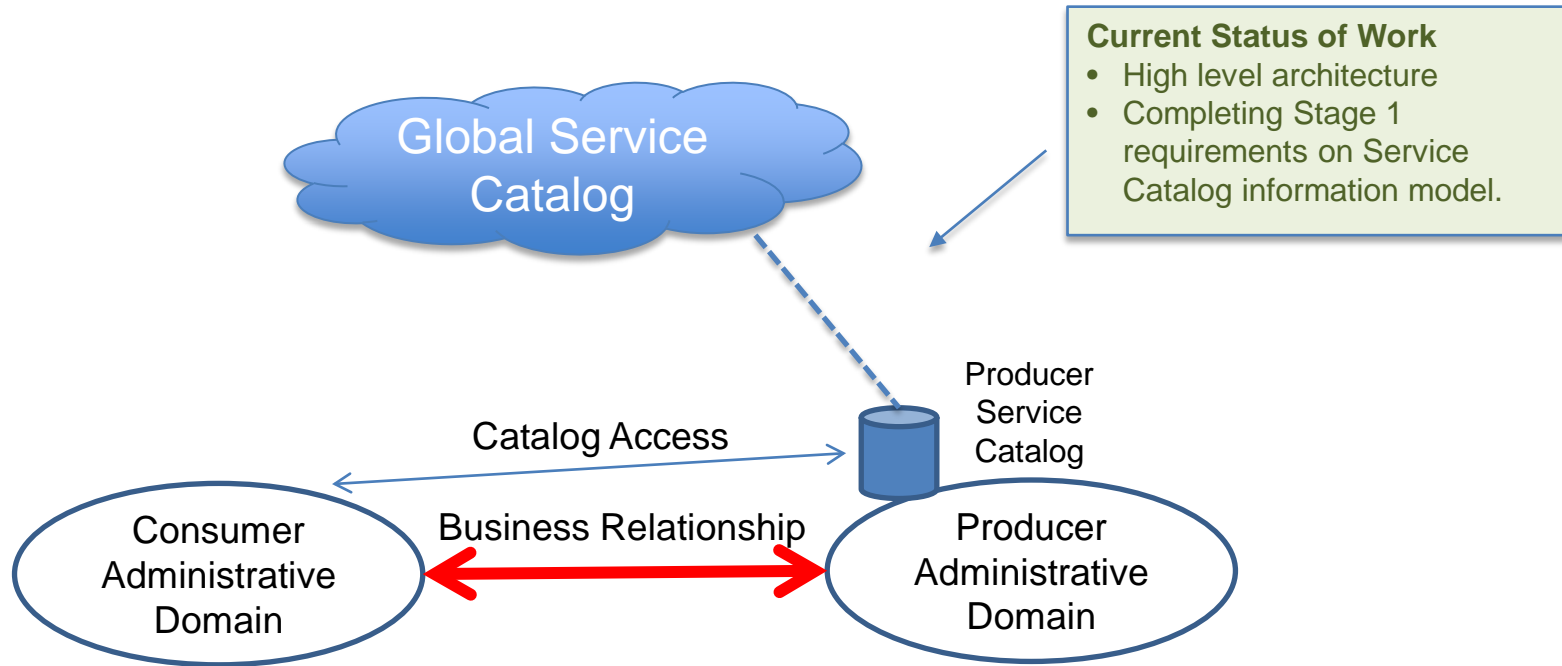 Current Status of Work
• High level architecture
• Completing Stage 1
requirements on Service
Catalog information model.
Global Service
Catalog
Producer
Service
Catalog
Catalog Access
Business Relationship
Consumer
Administrative
Domain
Producer
Administrative
Domain